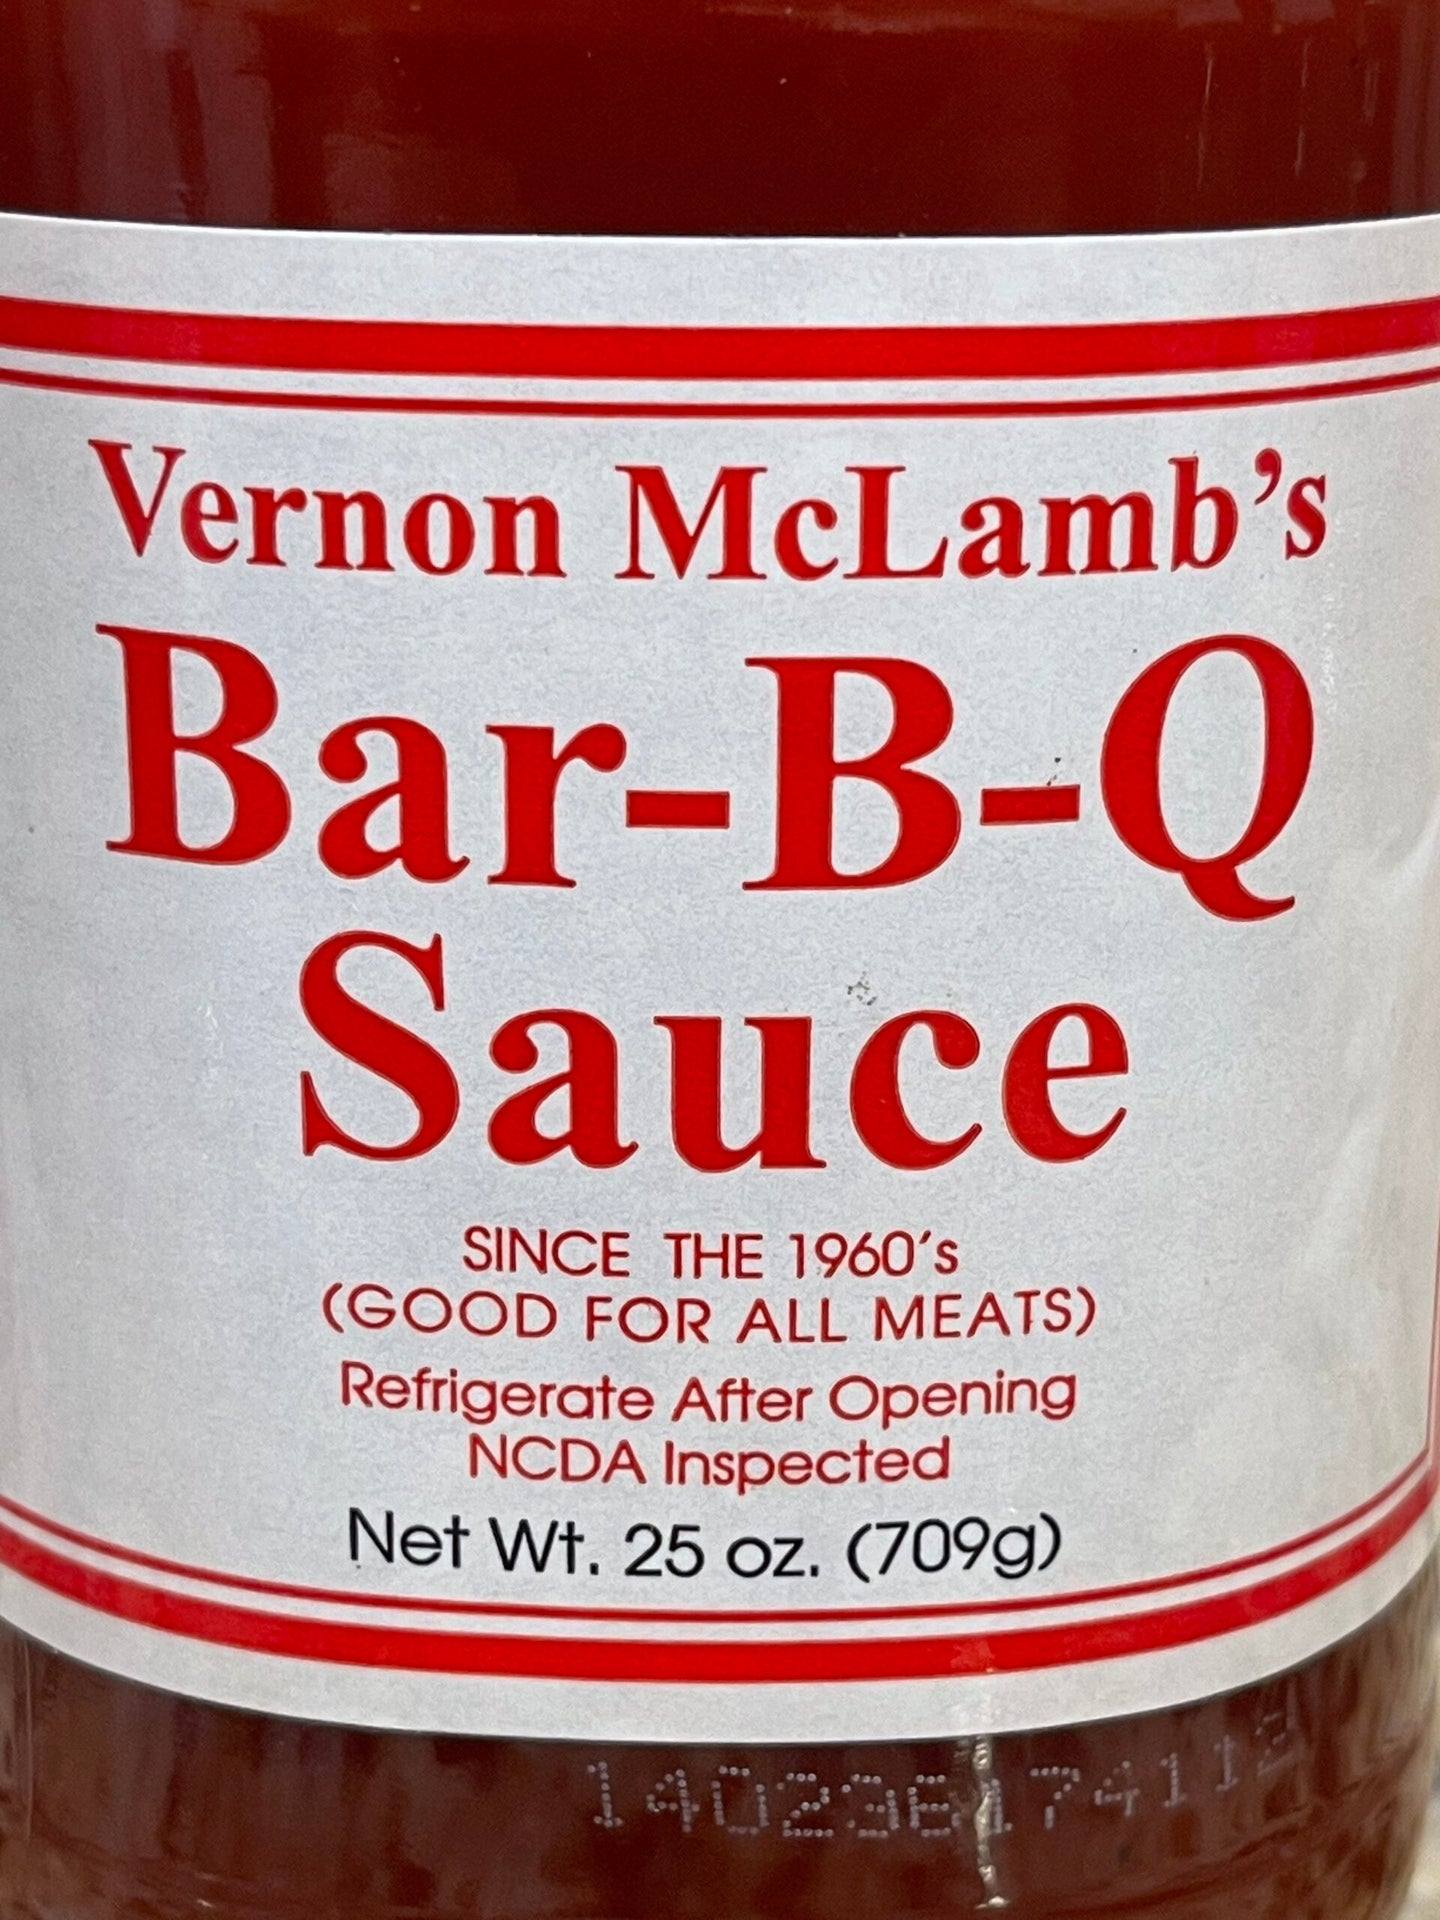 Vernon McLamb’s
Bar-B-Q
Sauce
SINCE THE 1960’s
(GOOD FOR ALL MEATS)
Refrigerate After Opening
NCDA Inspected
Net Wt. 25 oz. (709g)